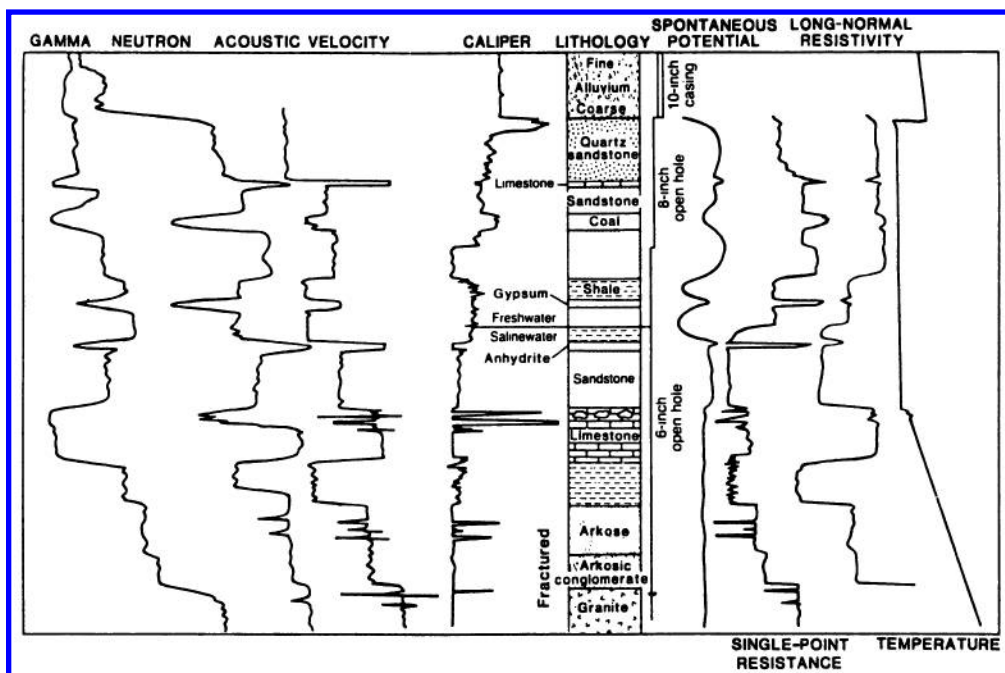 GAMMA NEUTRON ACOUSTIC VELOCITY CALIPER LITHOLOGY SPONTANEOUS POTENTIAL LONG-NORMAL RESISTIVITY
Fine
Alluvium
Coarse
10-inch casing
Quartz
sandstone
Limestone
Sandstone
8-inch open hole
Coal
Shale
Gypsum
Freshwater
Salinewater
Anhydrite
Sandstone
6-inch open hole
Limestone
Fractured
Arkose
Arkosic
conglomerate
Granite
SINGLE-POINT
RESISTANCE
TEMPERATURE